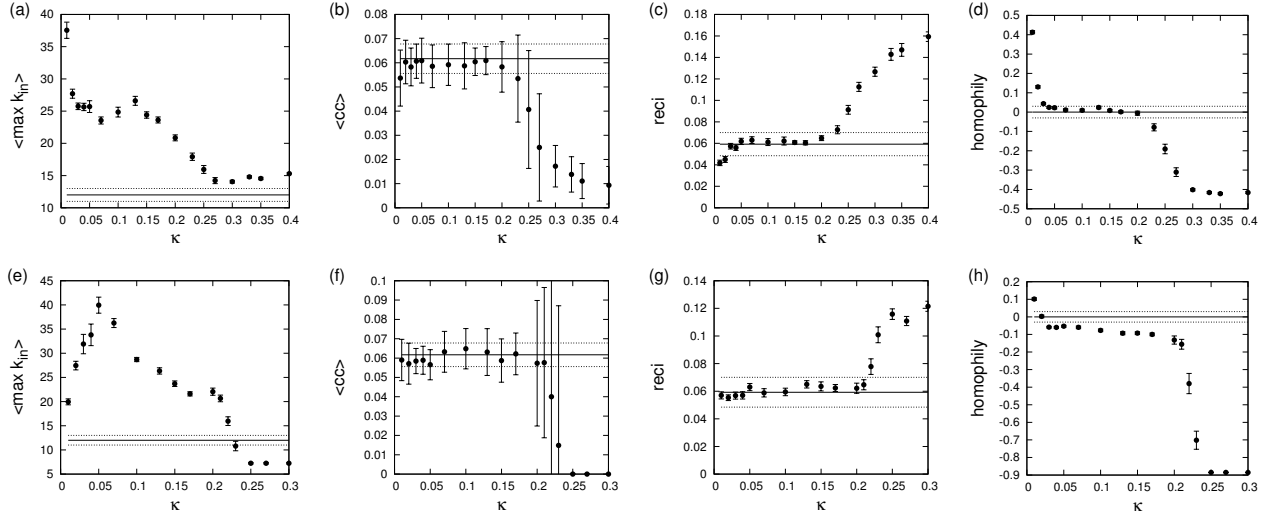 (a)
40
35
30
25
20
15
10
<max k_in>
0 0.05 0.1 0.15 0.2 0.25 0.3 0.35 0.4
κ
(b)
0.08
0.07
0.06
0.05
0.04
0.03
0.02
0.01
0
<cc>
0 0.05 0.1 0.15 0.2 0.25 0.3 0.35 0.4
κ
(c)
0.18
0.16
0.14
0.12
0.1
0.08
0.06
0.04
0.02
0
reci
0 0.05 0.1 0.15 0.2 0.25 0.3 0.35 0.4
κ
(d)
0.5
0.4
0.3
0.2
0.1
0
-0.1
-0.2
-0.3
-0.4
-0.5
homophily
0 0.05 0.1 0.15 0.2 0.25 0.3 0.35 0.4
κ
(e)
45
40
35
30
25
20
15
10
5
<max k_in>
0 0.05 0.1 0.15 0.2 0.25 0.3
κ
(f)
0.1
0.09
0.08
0.07
0.06
0.05
0.04
0.03
0.02
0.01
0
<cc>
0 0.05 0.1 0.15 0.2 0.25 0.3
κ
(g)
0.14
0.12
0.1
0.08
0.06
0.04
0.02
0
reci
0 0.05 0.1 0.15 0.2 0.25 0.3
κ
(h)
0.2
0.1
0
-0.1
-0.2
-0.3
-0.4
-0.5
-0.6
-0.7
-0.8
-0.9
homophily
0 0.05 0.1 0.15 0.2 0.25 0.3
κ